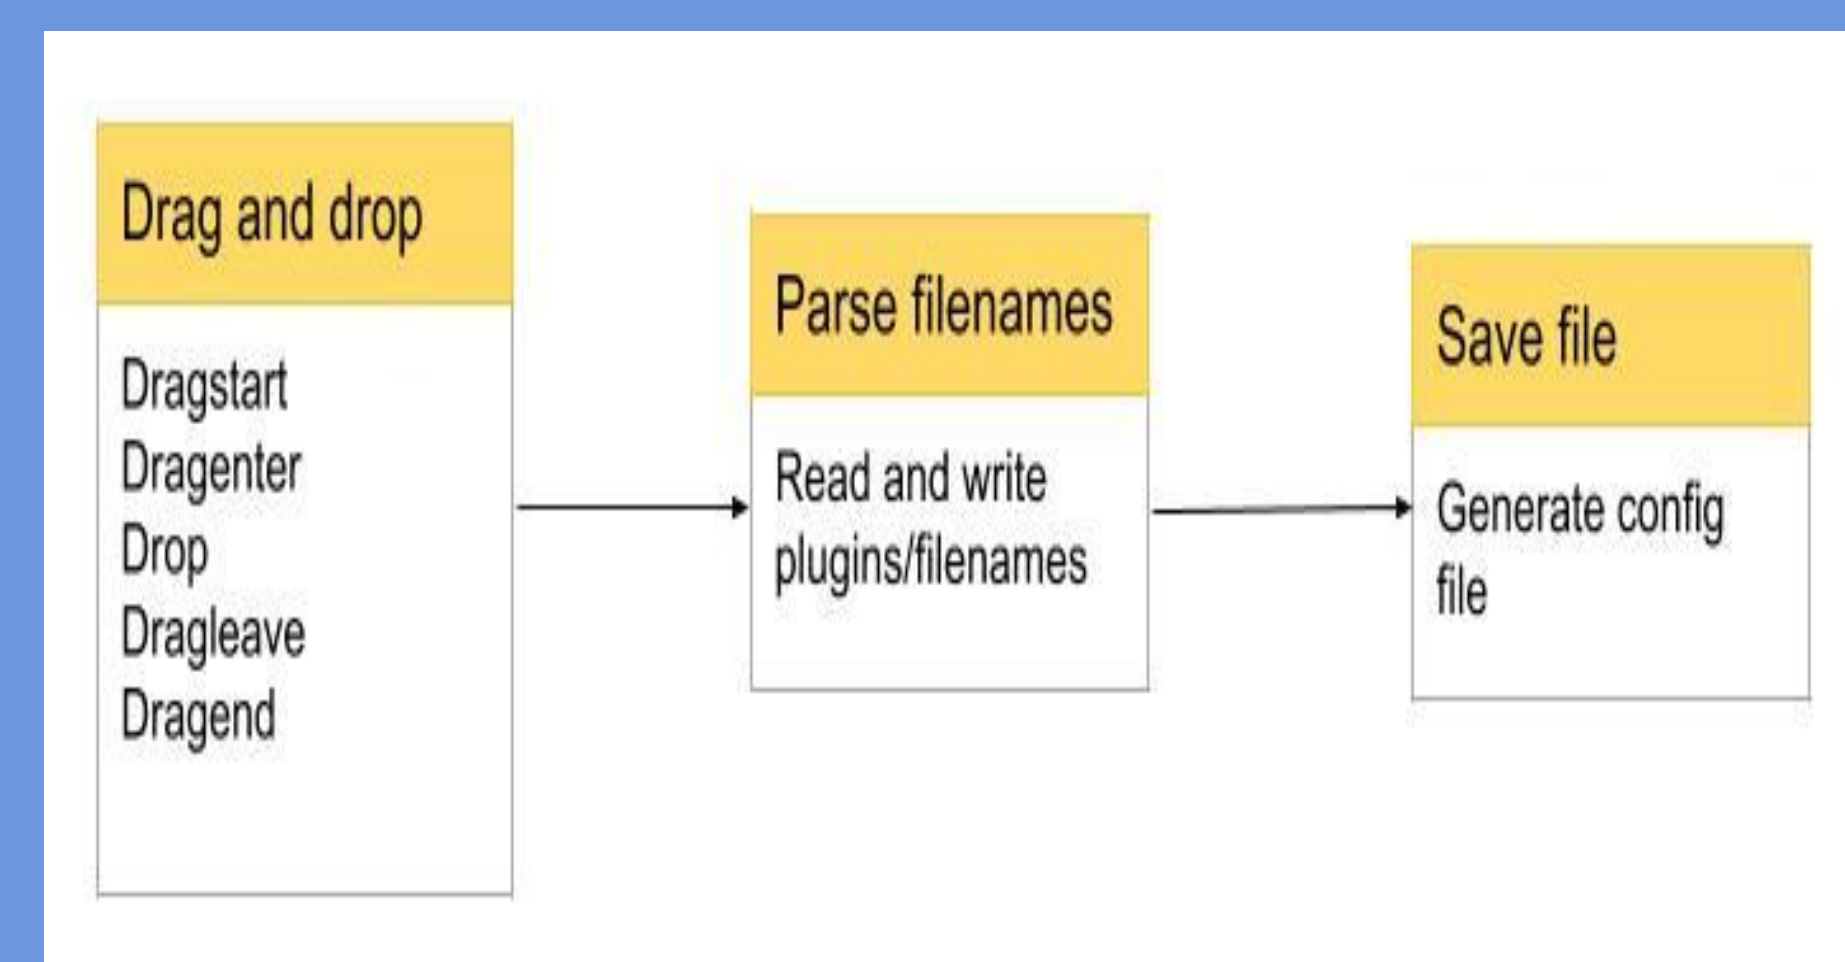 Drag and drop
Dragstart
Dragenter
Drop
Dragleave
Dragend
Parse filenames
Read and write
plugins/filenames
Save file
Generate config
file